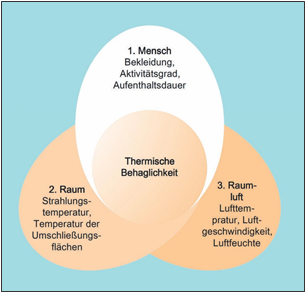 1. Mensch
Bekleidung,
Aktivitätsgrad,
Aufenthaltsdauer
Thermische
Behaglichkeit
2. Raum
Strahlungs-
temperatur,
Temperatur der
Umschließungs-
flächen
3. Raum-
luft
Lufttem-
pratur, Luft-
geschwindigkeit,
Luftfeuchte